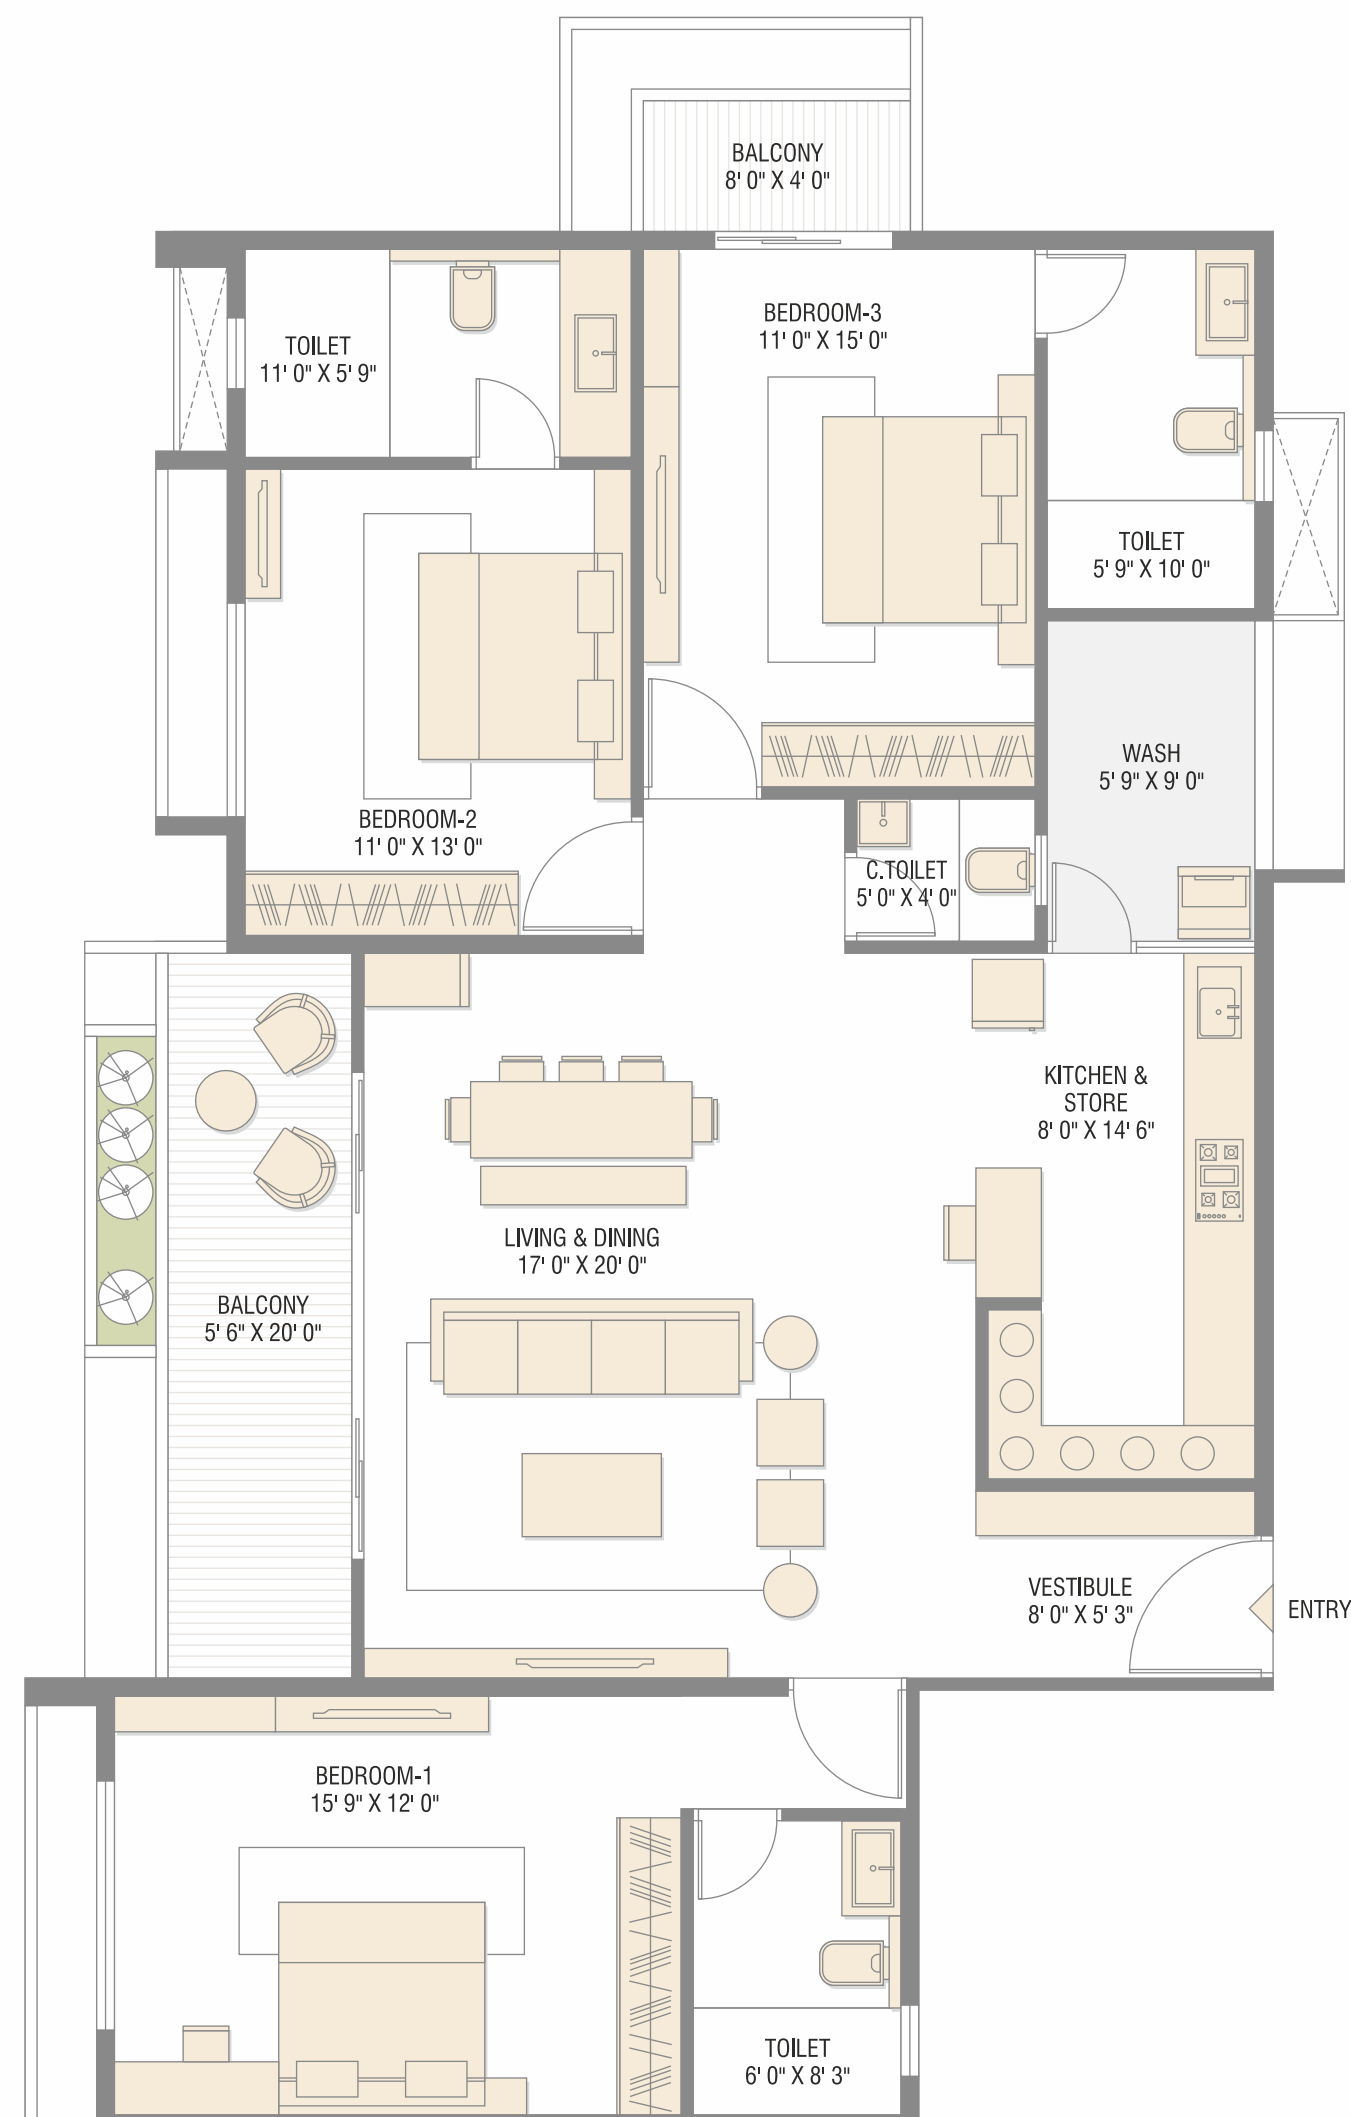 BALCONY
8' 0" X 4' 0"
BEDROOM-3
11' 0" X 15' 0"
TOILET
11' 0" X 5' 9"
TOILET
5' 9" X 10' 0"
WASH
5' 9" X 9' 0"
BEDROOM-2
11' 0" X 13' 0"
C.TOILET
5' 0" X 4' 0"
KITCHEN &
STORE
8' 0" X 14' 6"
LIVING & DINING
17' 0" X 20' 0"
BALCONY
5' 6" X 20' 0"
VESTIBULE
8' 0" X 5' 3"
ENTRY
BEDROOM-1
15' 9" X 12' 0"
TOILET
6' 0" X 8' 3"